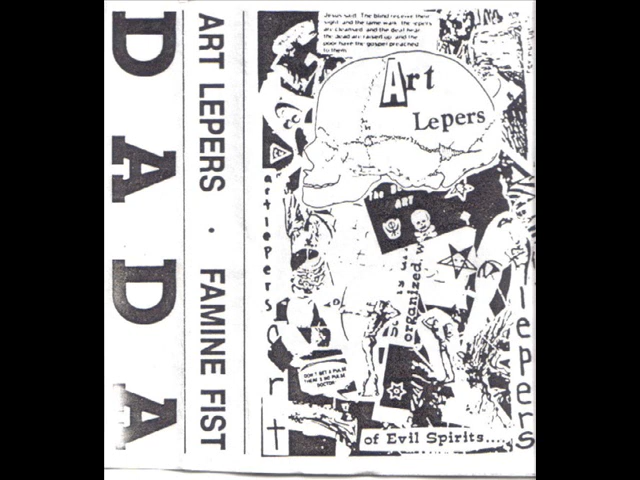 DADA
ART LEPERS · FAMINE FIST
Jesus said: The blind receive their
sight, and the lame walk, the lepers
are cleansed, and the deaf hear,
the dead are raised up, and the
poor have the gospel preached
to them.
Art
Lepers
The
ART
artlepers
organized
art
lepers
DON'T GET A PULSE
THERE'S NO PULSE
DOCTOR
of Evil Spirits.....